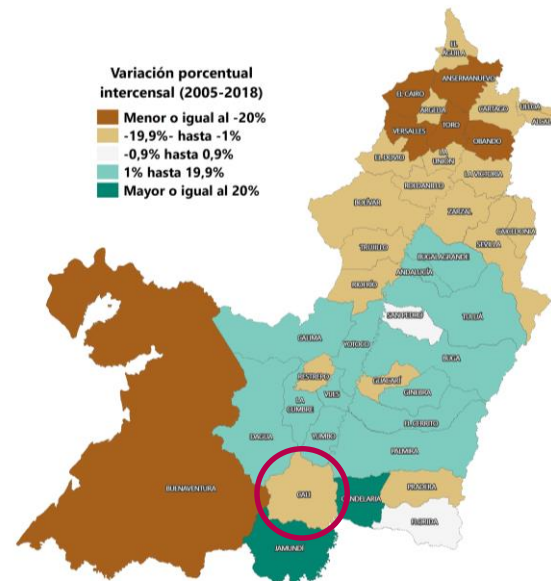 Variación porcentual
intercensal (2005-2018)
Menor o igual al -20%
-19,9%- hasta -1%
-0,9% hasta 0,9%
1% hasta 19,9%
Mayor o igual al 20%
EL
ÁGUILA
ANSERMANUEVO
EL CAIRO
ARGELIA
CARTAGO
ULLOA
VERSALLES
TORO
OBANDO
EL DOVIO
LA
UNIÓN
LA VICTORIA
ROLDANILLO
BOLÍVAR
ZARZAL
CAICEDONIA
SEVILLA
TRUJILLO
BUGALAGRANDE
ANDALUCÍA
RIOFRÍO
SAN PEDRO
TULUÁ
CALIMA
YOTOCO
BUGA
RESTREPO
GUACARÍ
VIJES
GINEBRA
LA
CUMBRE
EL CERRITO
DAGUA
YUMBO
PALMIRA
BUENAVENTURA
CALI
CANDELARIA
PRADERA
FLORIDA
JAMUNDÍ